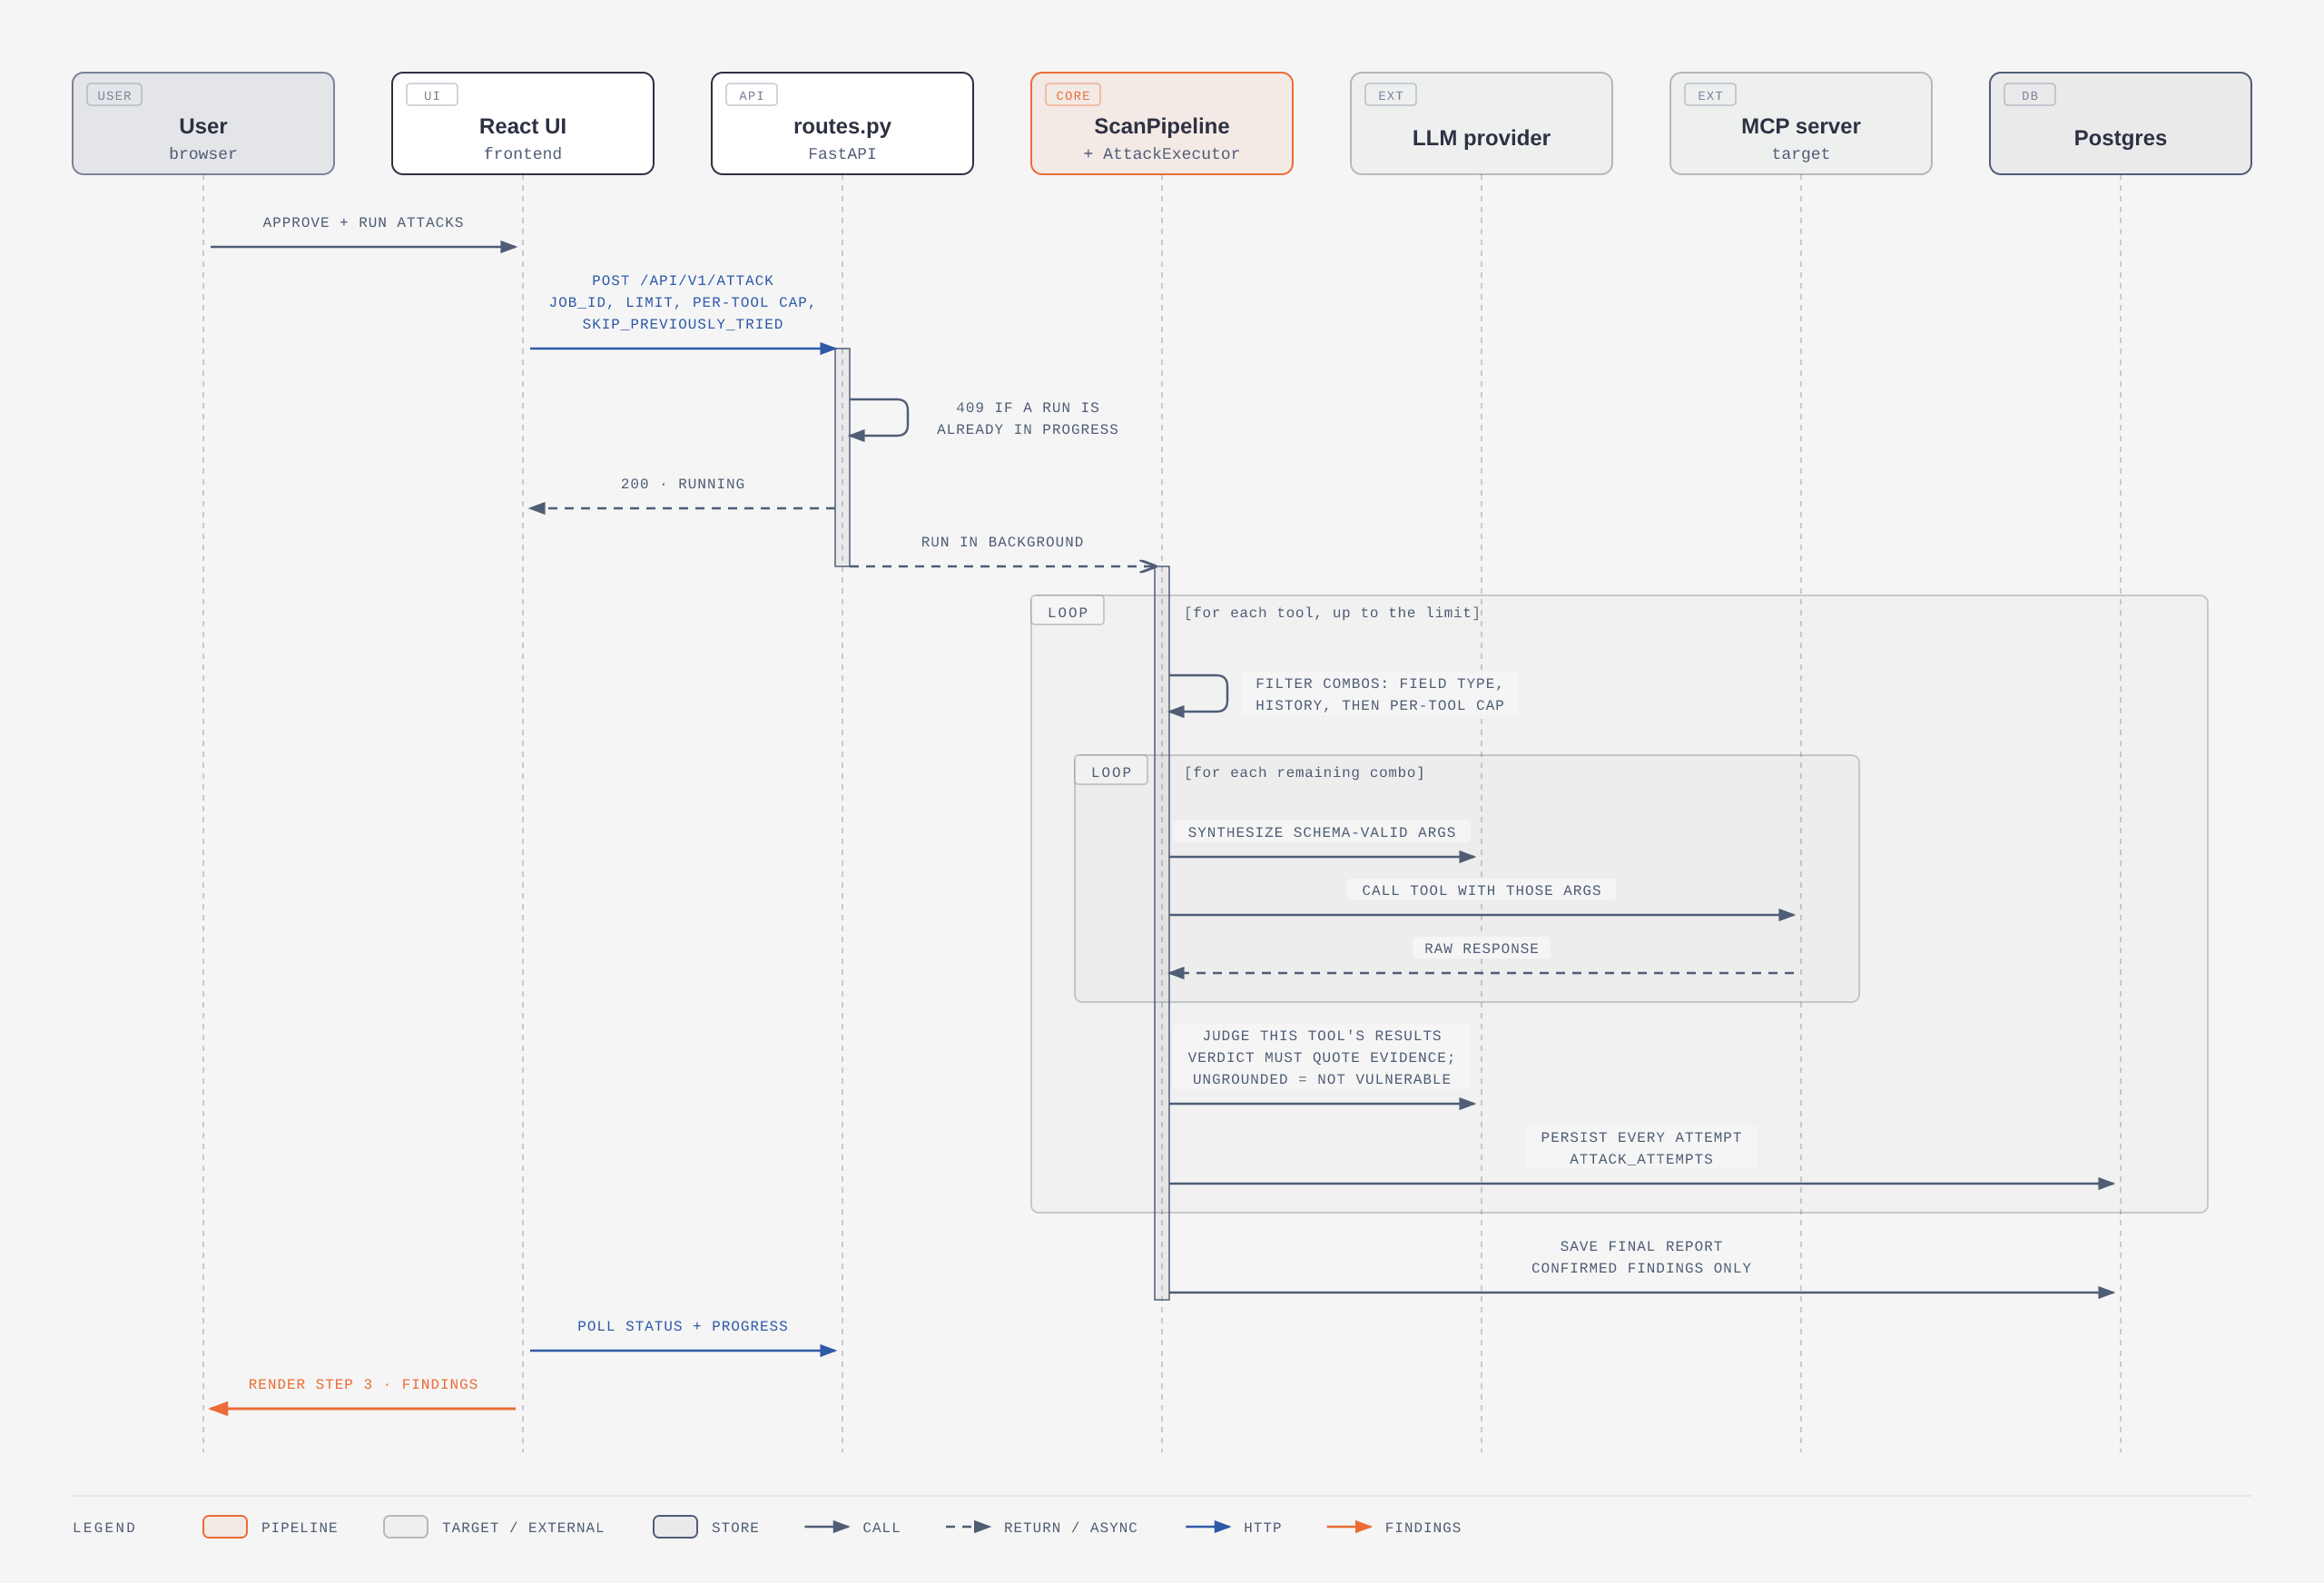 USER
User
browser
UI
React UI
frontend
API
routes.py
FastAPI
CORE
ScanPipeline
+ AttackExecutor
EXT
LLM provider
EXT
MCP server
target
DB
Postgres
APPROVE + RUN ATTACKS
POST /API/V1/ATTACK
JOB_ID, LIMIT, PER-TOOL CAP,
SKIP_PREVIOUSLY_TRIED
409 IF A RUN IS
ALREADY IN PROGRESS
200 · RUNNING
RUN IN BACKGROUND
LOOP
[for each tool, up to the limit]
FILTER COMBOS: FIELD TYPE,
HISTORY, THEN PER-TOOL CAP
LOOP
[for each remaining combo]
SYNTHESIZE SCHEMA-VALID ARGS
CALL TOOL WITH THOSE ARGS
RAW RESPONSE
JUDGE THIS TOOL'S RESULTS
VERDICT MUST QUOTE EVIDENCE;
UNGROUNDED = NOT VULNERABLE
PERSIST EVERY ATTEMPT
ATTACK_ATTEMPTS
SAVE FINAL REPORT
CONFIRMED FINDINGS ONLY
POLL STATUS + PROGRESS
RENDER STEP 3 · FINDINGS
LEGEND
PIPELINE
TARGET / EXTERNAL
STORE
CALL
RETURN / ASYNC
HTTP
FINDINGS